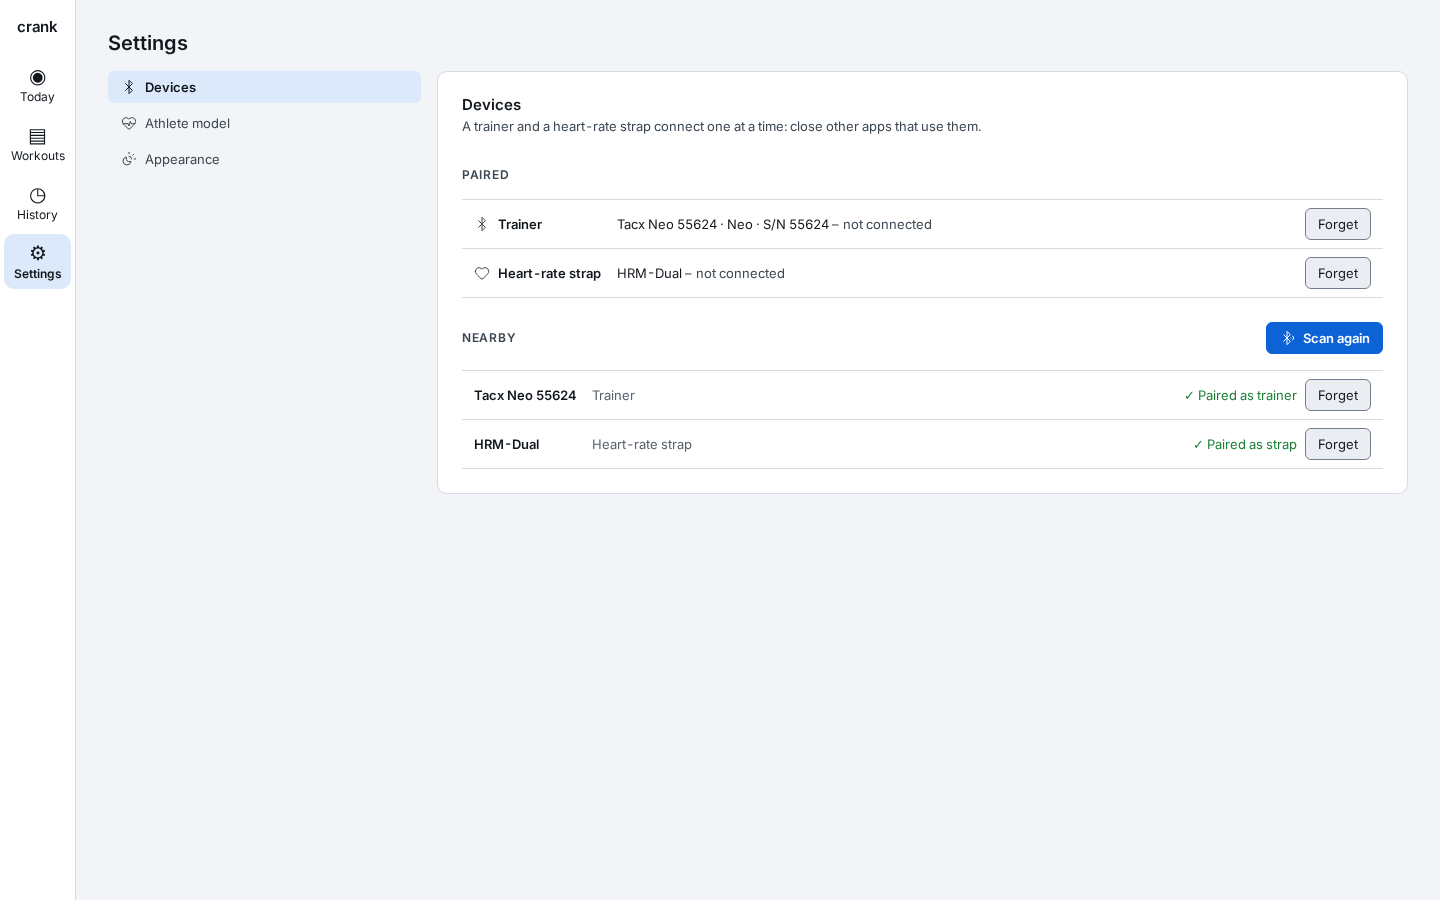 crank
Today
Workouts
History
Settings
Settings
Devices
Athlete model
Appearance
Devices
A trainer and a heart-rate strap connect one at a time: close other apps that use them.
PAIRED
Trainer Tacx Neo 55624 · Neo · S/N 55624 – not connected Forget
Heart-rate strap HRM-Dual – not connected Forget
NEARBY Scan again
Tacx Neo 55624 Trainer ✓ Paired as trainer Forget
HRM-Dual Heart-rate strap ✓ Paired as strap Forget